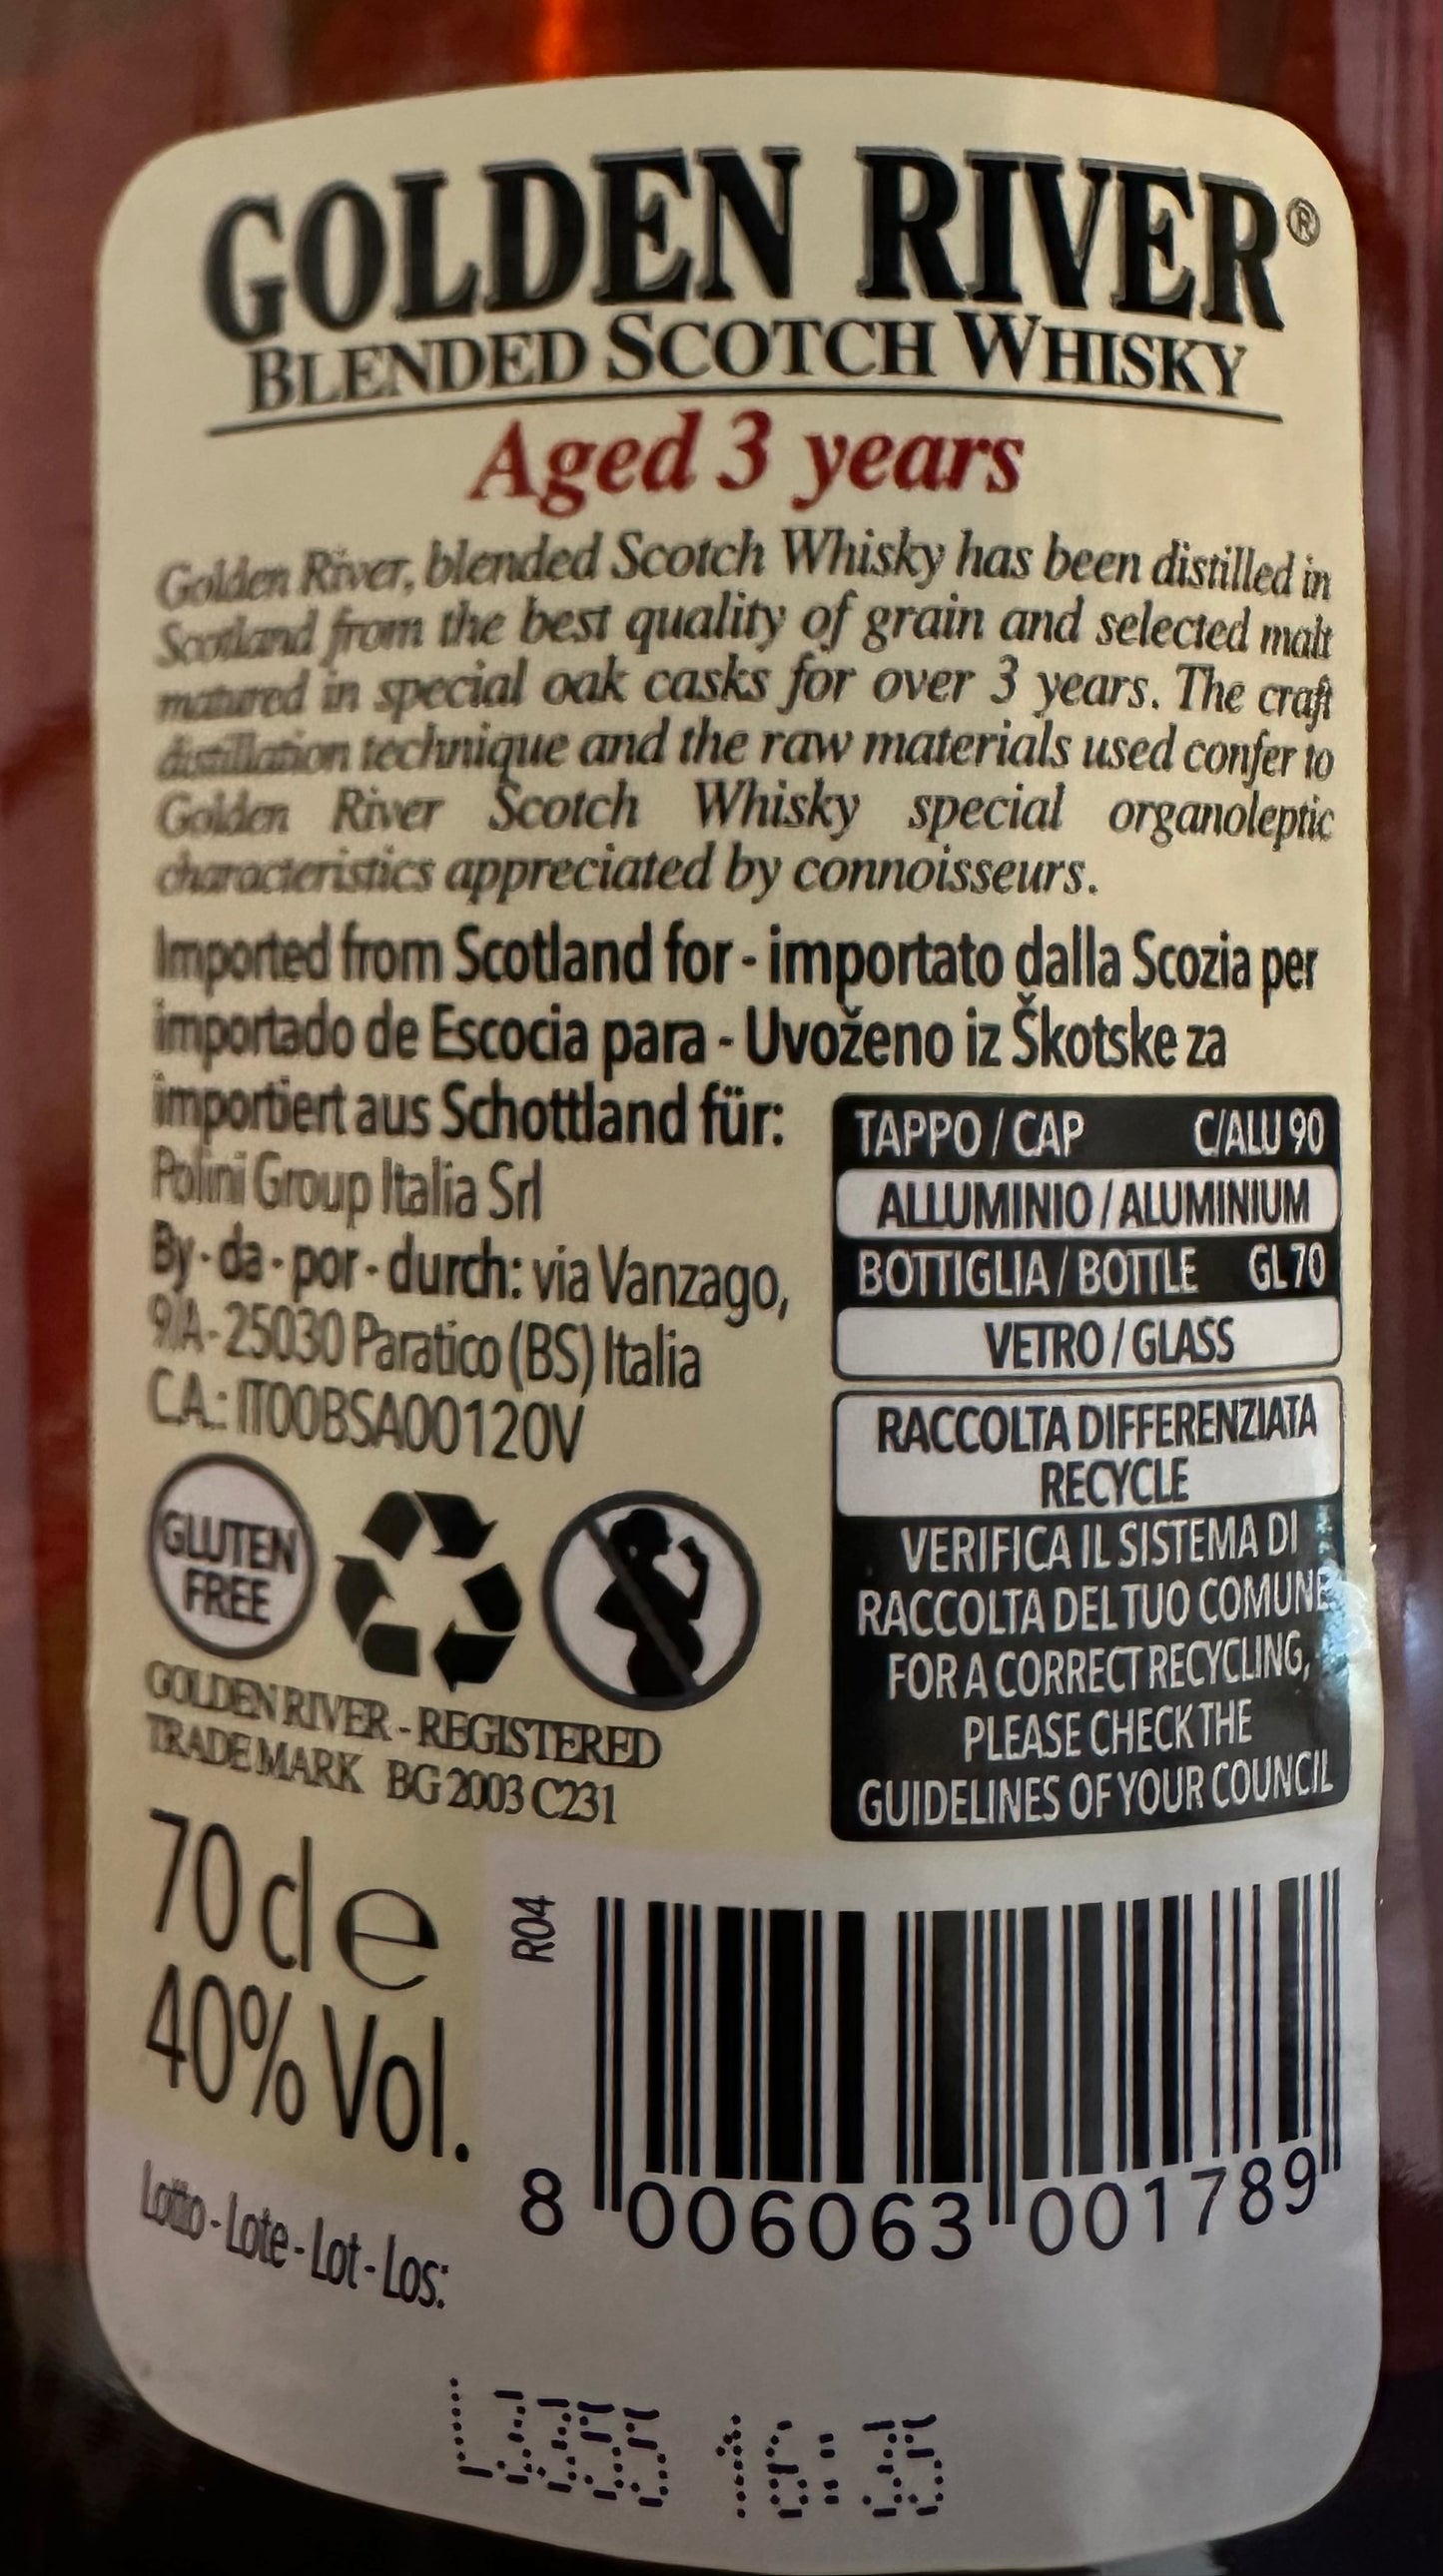 GOLDEN RIVER®
BLENDED SCOTCH WHISKY
Aged 3 years
Golden River, blended Scotch Whisky has been distilled in
Scotland from the best quality of grain and selected malt
matured in special oak casks for over 3 years. The craft
distillation technique and the raw materials used confer to
Golden River Scotch Whisky special organoleptic
characteristics appreciated by connoisseurs.
Imported from Scotland for - importato dalla Scozia per
importado de Escocia para - Uvoženo iz Škotske za
importiert aus Schottland für:
Polini Group Italia Srl
By - da - por - durch: via Vanzago,
9/A - 25030 Paratico (BS) Italia
C.A.: IT00BSA00120V
TAPPO / CAP C/ALU 90
ALLUMINIO / ALUMINIUM
BOTTIGLIA / BOTTLE GL 70
VETRO / GLASS
RACCOLTA DIFFERENZIATA
RECYCLE
VERIFICA IL SISTEMA DI
RACCOLTA DEL TUO COMUNE
FOR A CORRECT RECYCLING,
PLEASE CHECK THE
GUIDELINES OF YOUR COUNCIL
GLUTEN
FREE
GOLDEN RIVER - REGISTERED
TRADE MARK BG 2003 C231
70 cl e
40% Vol.
R04
8 006063 001789
Lotto - Lote - Lot - Los:
16:35